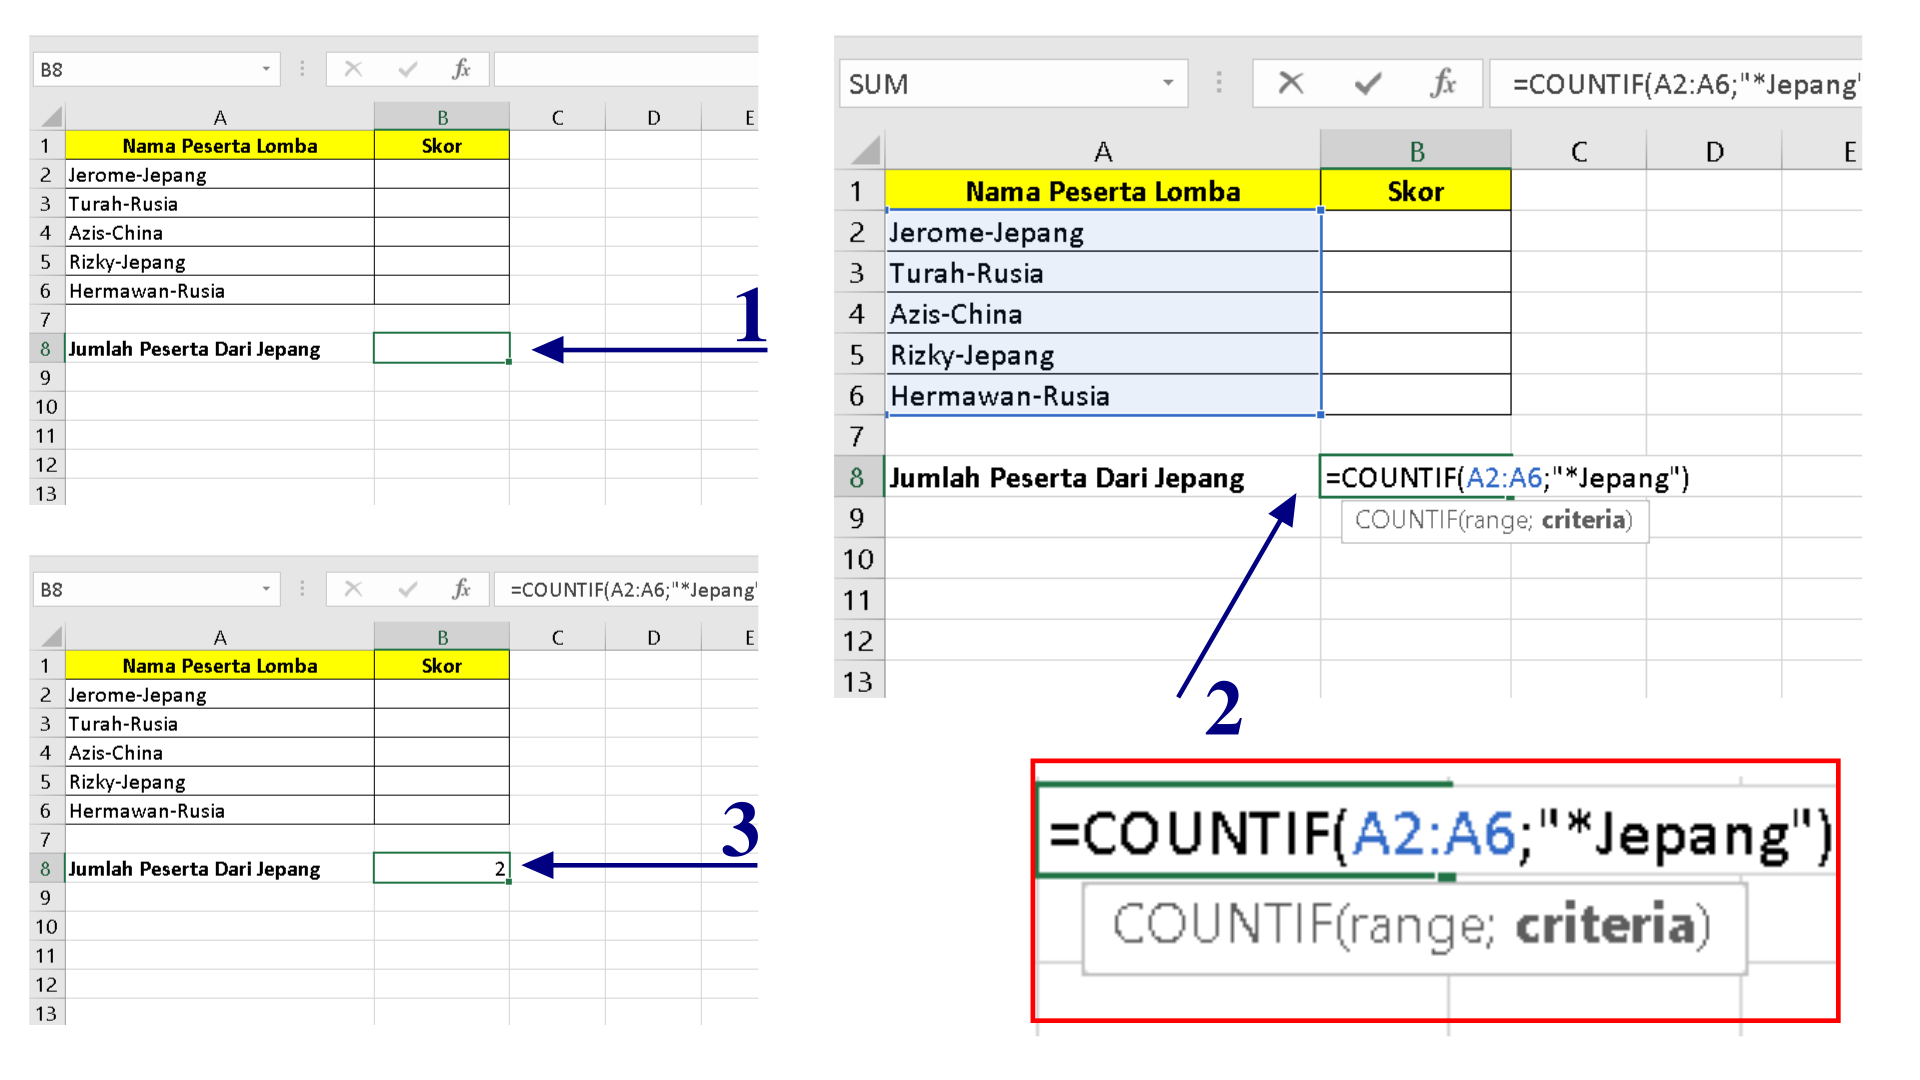 B8 fx
A B C D E
1 Nama Peserta Lomba Skor
2 Jerome-Jepang
3 Turah-Rusia
4 Azis-China
5 Rizky-Jepang
6 Hermawan-Rusia
7
8 Jumlah Peserta Dari Jepang
9
10
11
12
13
1
SUM fx =COUNTIF(A2:A6;"*Jepang"
A B C D E
1 Nama Peserta Lomba Skor
2 Jerome-Jepang
3 Turah-Rusia
4 Azis-China
5 Rizky-Jepang
6 Hermawan-Rusia
7
8 Jumlah Peserta Dari Jepang =COUNTIF(A2:A6;"*Jepang")
9 COUNTIF(range; criteria)
10
11
12
13
2
=COUNTIF(A2:A6;"*Jepang")
COUNTIF(range; criteria)
B8 fx =COUNTIF(A2:A6;"*Jepang"
A B C D E
1 Nama Peserta Lomba Skor
2 Jerome-Jepang
3 Turah-Rusia
4 Azis-China
5 Rizky-Jepang
6 Hermawan-Rusia
7
8 Jumlah Peserta Dari Jepang 2
9
10
11
12
13
3